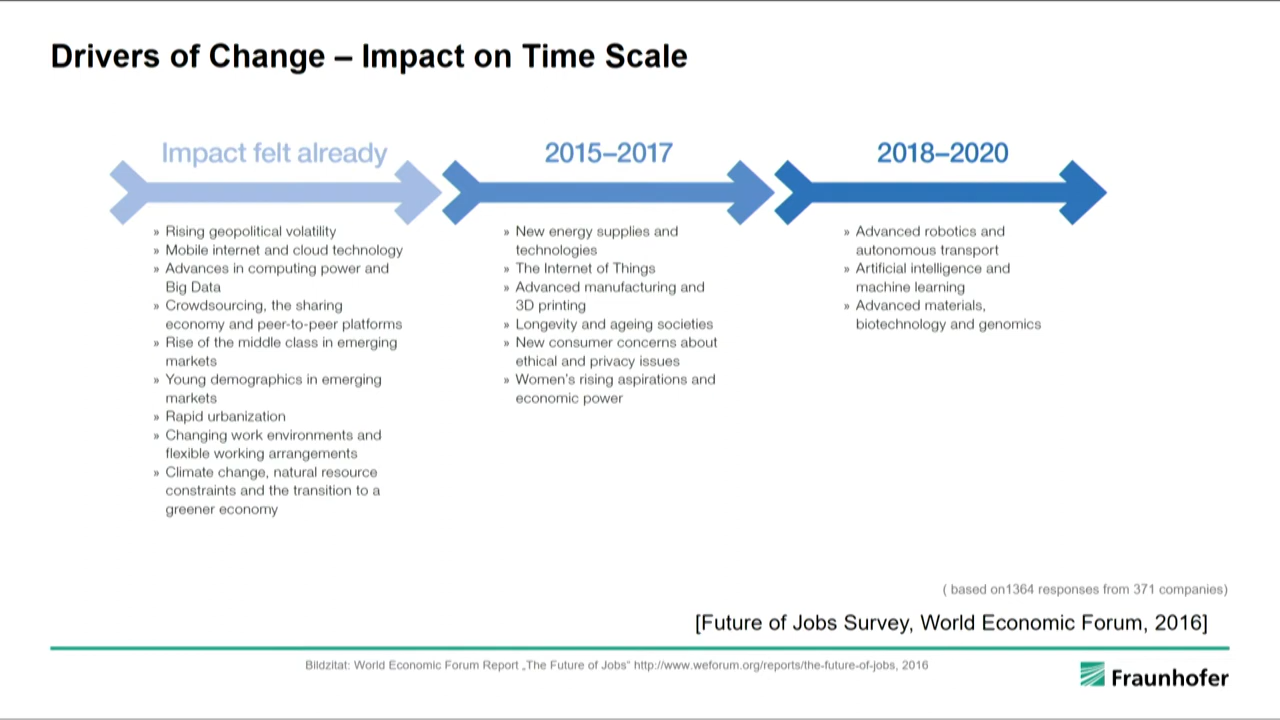 Drivers of Change – Impact on Time Scale
Impact felt already
» Rising geopolitical volatility
» Mobile internet and cloud technology
» Advances in computing power and
Big Data
» Crowdsourcing, the sharing
economy and peer-to-peer platforms
» Rise of the middle class in emerging
markets
» Young demographics in emerging
markets
» Rapid urbanization
» Changing work environments and
flexible working arrangements
» Climate change, natural resource
constraints and the transition to a
greener economy
2015–2017
» New energy supplies and
technologies
» The Internet of Things
» Advanced manufacturing and
3D printing
» Longevity and ageing societies
» New consumer concerns about
ethical and privacy issues
» Women's rising aspirations and
economic power
2018–2020
» Advanced robotics and
autonomous transport
» Artificial intelligence and
machine learning
» Advanced materials,
biotechnology and genomics
( based on1364 responses from 371 companies)
[Future of Jobs Survey, World Economic Forum, 2016]
Bildzitat: World Economic Forum Report „The Future of Jobs“ http://www.weforum.org/reports/the-future-of-jobs, 2016
Fraunhofer